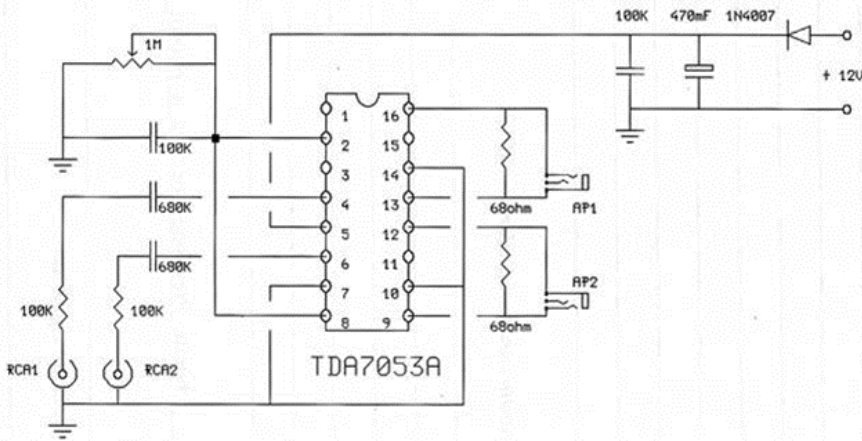 100K 470mF 1N4007
1M
+ 12V
1 16
100K
2 15
3 14
680K
4 13
68ohm
AP1
5 12
680K
6 11
7 10
100K
100K
8 9
68ohm
AP2
RCA1
RCA2
TDA7053A